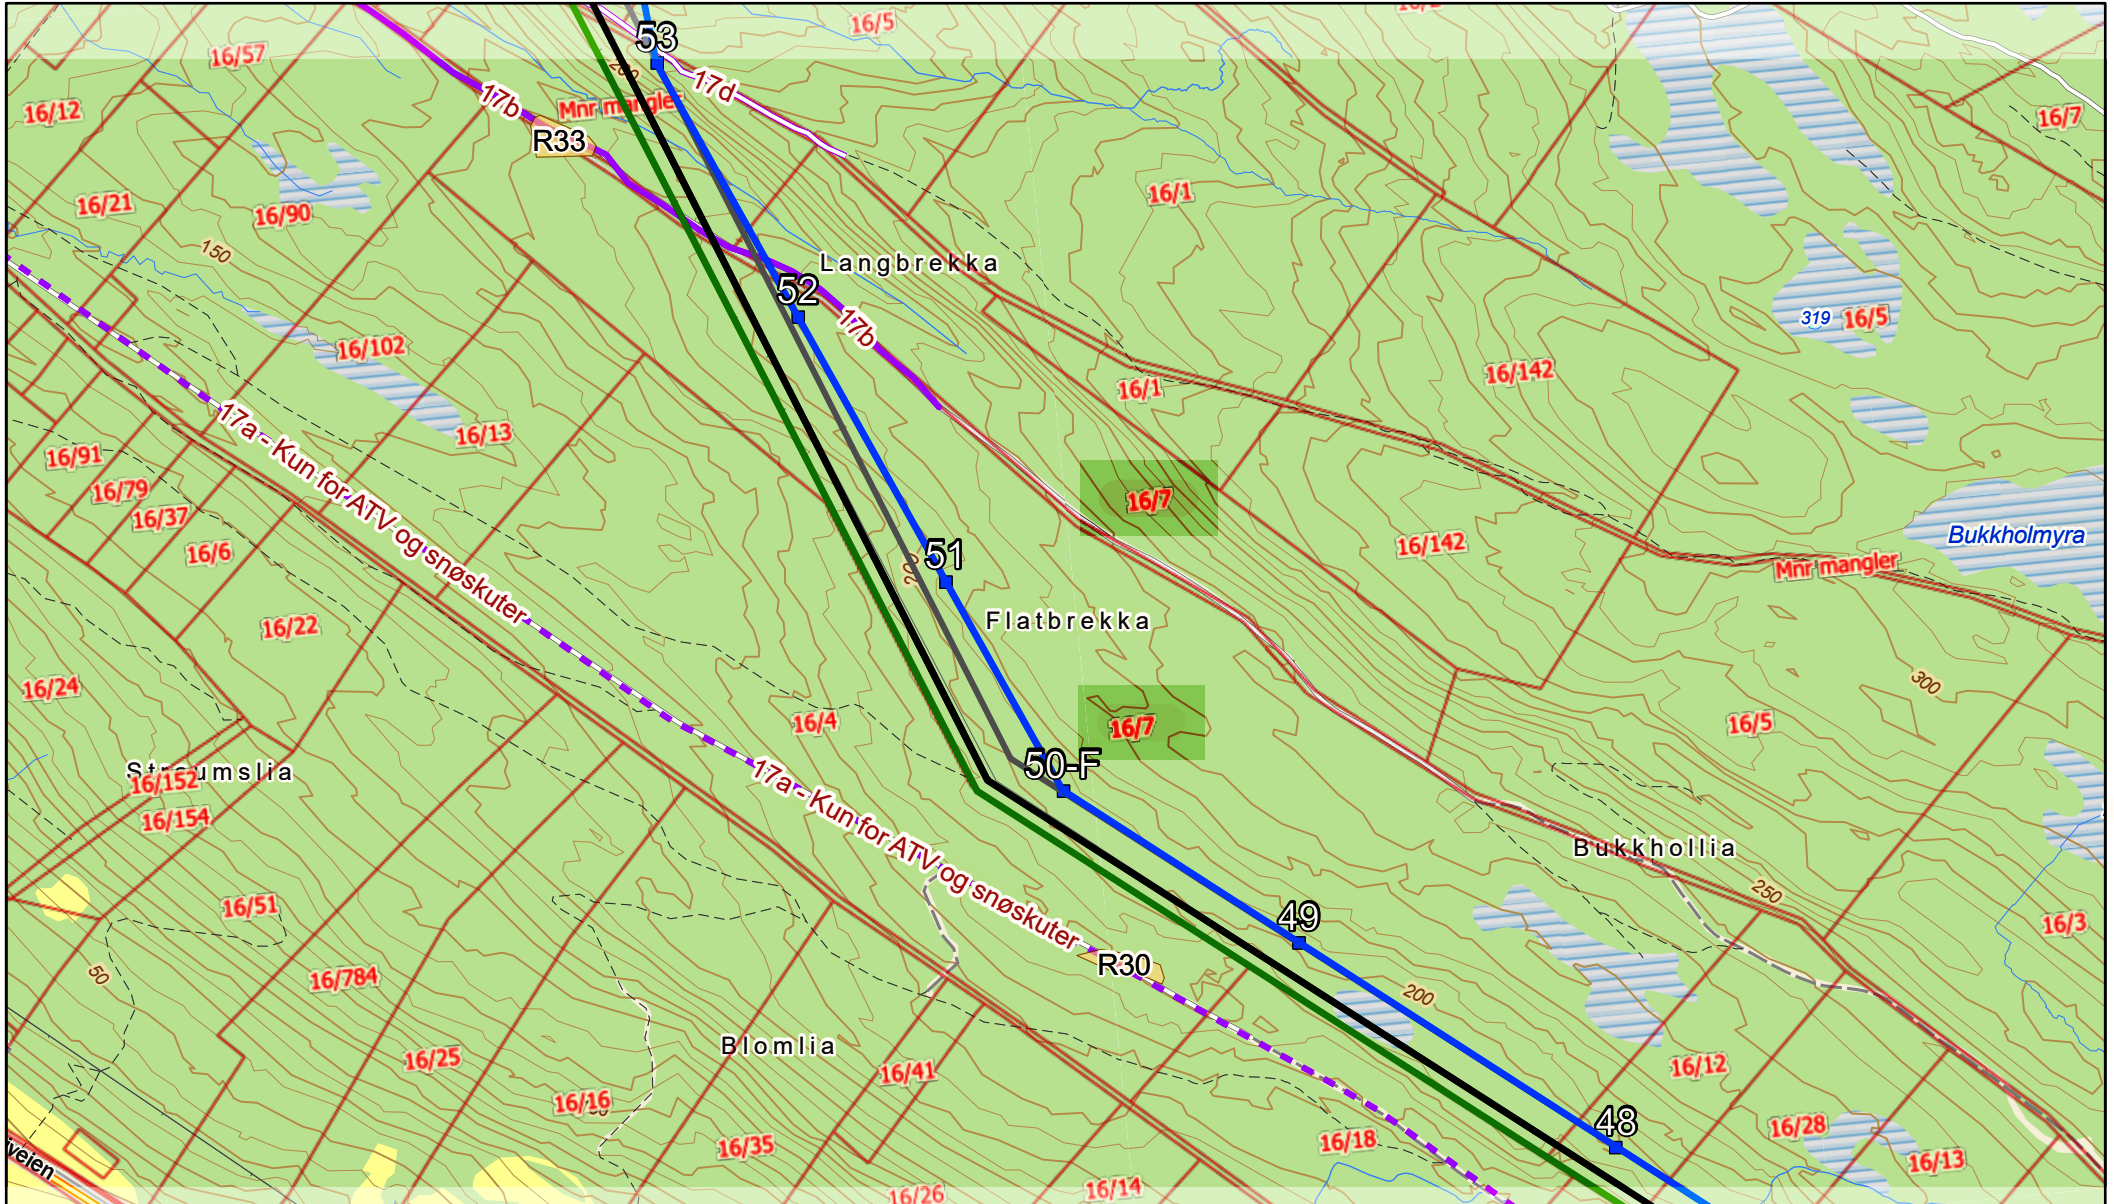 16/5
53
16/57
17d
17b
Mnr mangler
16/12
16/7
R33
16/1
16/21
16/90
150
Langbrekka
52
319
16/5
17b
16/102
16/142
16/1
16/13
17a - Kun for ATV og snøskuter
16/91
16/79
16/7
16/37
Bukkholmyra
16/6
16/142
51
Mnr mangler
200
Flatbrekka
16/22
16/24
300
16/4
16/7
16/5
50-F
Straumslia
16/152
17a - Kun for ATV og snøskuter
16/154
Bukkhollia
250
16/51
49
16/3
R30
50
16/784
200
Blomlia
16/25
16/41
16/12
16/16
48
16/28
16/35
16/18
16/13
veien
16/26
16/14